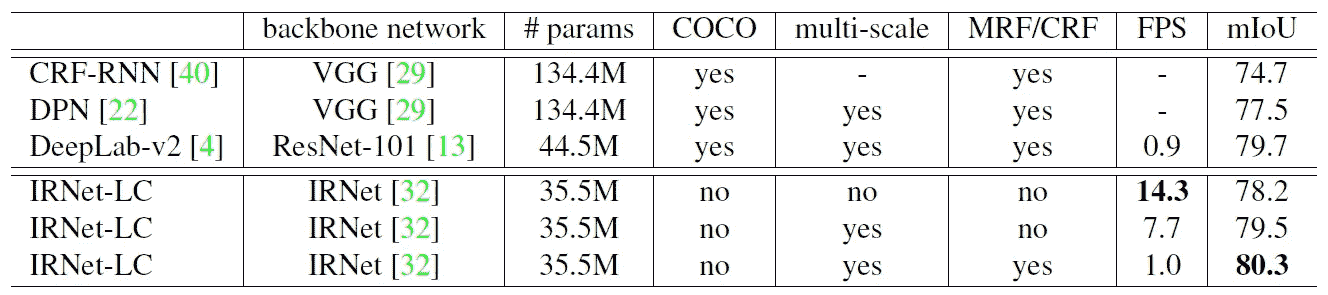 backbone network # params COCO multi-scale MRF/CRF FPS mIoU
CRF-RNN [40] VGG [29] 134.4M yes - yes - 74.7
DPN [22] VGG [29] 134.4M yes yes yes - 77.5
DeepLab-v2 [4] ResNet-101 [13] 44.5M yes yes yes 0.9 79.7
IRNet-LC IRNet [32] 35.5M no no no 14.3 78.2
IRNet-LC IRNet [32] 35.5M no yes no 7.7 79.5
IRNet-LC IRNet [32] 35.5M no yes yes 1.0 80.3